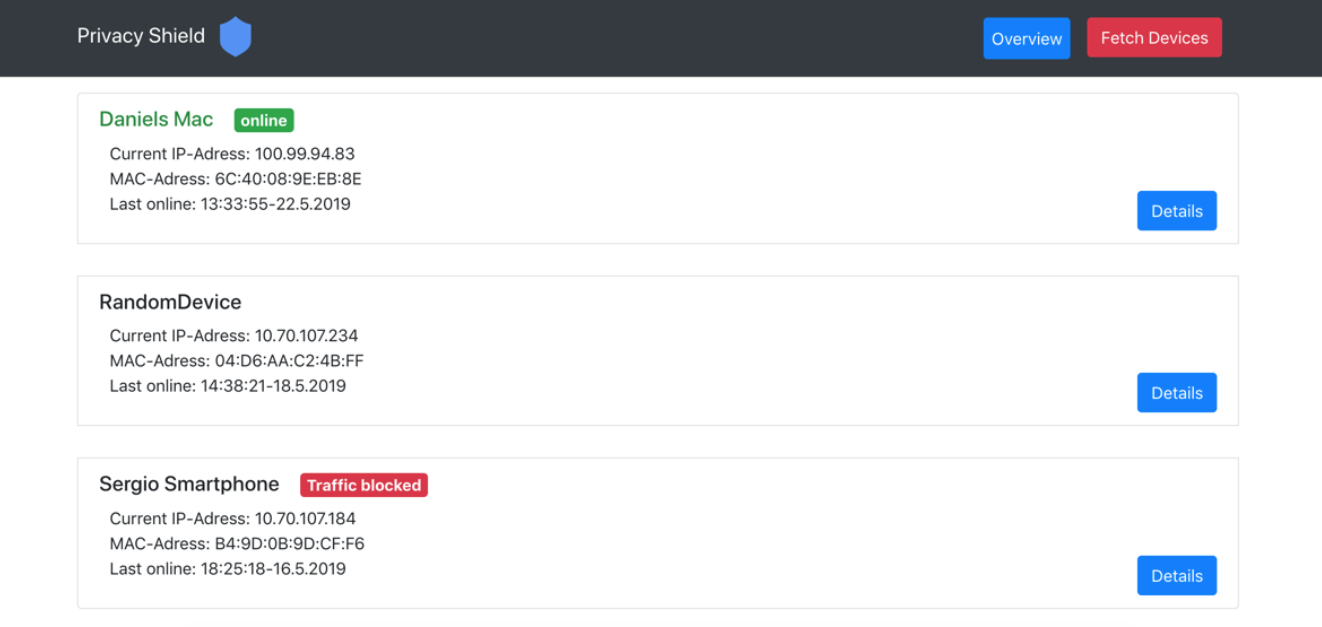 Privacy Shield Overview Fetch Devices
Daniels Mac online
Current IP-Adress: 100.99.94.83
MAC-Adress: 6C:40:08:9E:EB:8E
Last online: 13:33:55-22.5.2019
Details
RandomDevice
Current IP-Adress: 10.70.107.234
MAC-Adress: 04:D6:AA:C2:4B:FF
Last online: 14:38:21-18.5.2019
Details
Sergio Smartphone Traffic blocked
Current IP-Adress: 10.70.107.184
MAC-Adress: B4:9D:0B:9D:CF:F6
Last online: 18:25:18-16.5.2019
Details